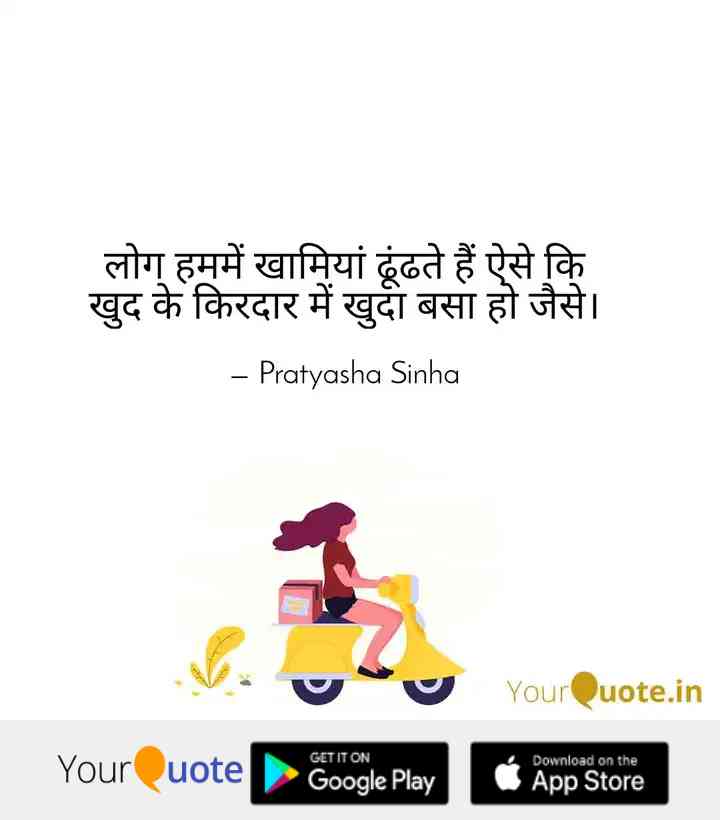 लोग हममें खामियां ढूंढते हैं ऐसे कि
खुद के किरदार में खुदा बसा हो जैसे।
– Pratyasha Sinha
YourQuote.in
YourQuote
GET IT ON
Google Play
Download on the
App Store